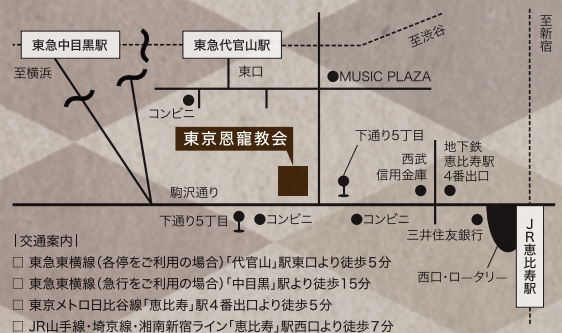 東急中目黒駅
東急代官山駅
至渋谷
至新宿
至横浜
東口
●MUSIC PLAZA
コンビニ
東京恩寵教会
下通り5丁目
西武
信用金庫
地下鉄
恵比寿駅
4番出口
駒沢通り
下通り5丁目
●コンビニ
●コンビニ
三井住友銀行
JR恵比寿駅
西口・ロータリー
|交通案内|
□ 東急東横線(各停をご利用の場合)「代官山」駅東口より徒歩5分
□ 東急東横線(急行をご利用の場合)「中目黒」駅より徒歩15分
□ 東京メトロ日比谷線「恵比寿」駅4番出口より徒歩5分
□ JR山手線・埼京線・湘南新宿ライン「恵比寿」駅西口より徒歩7分